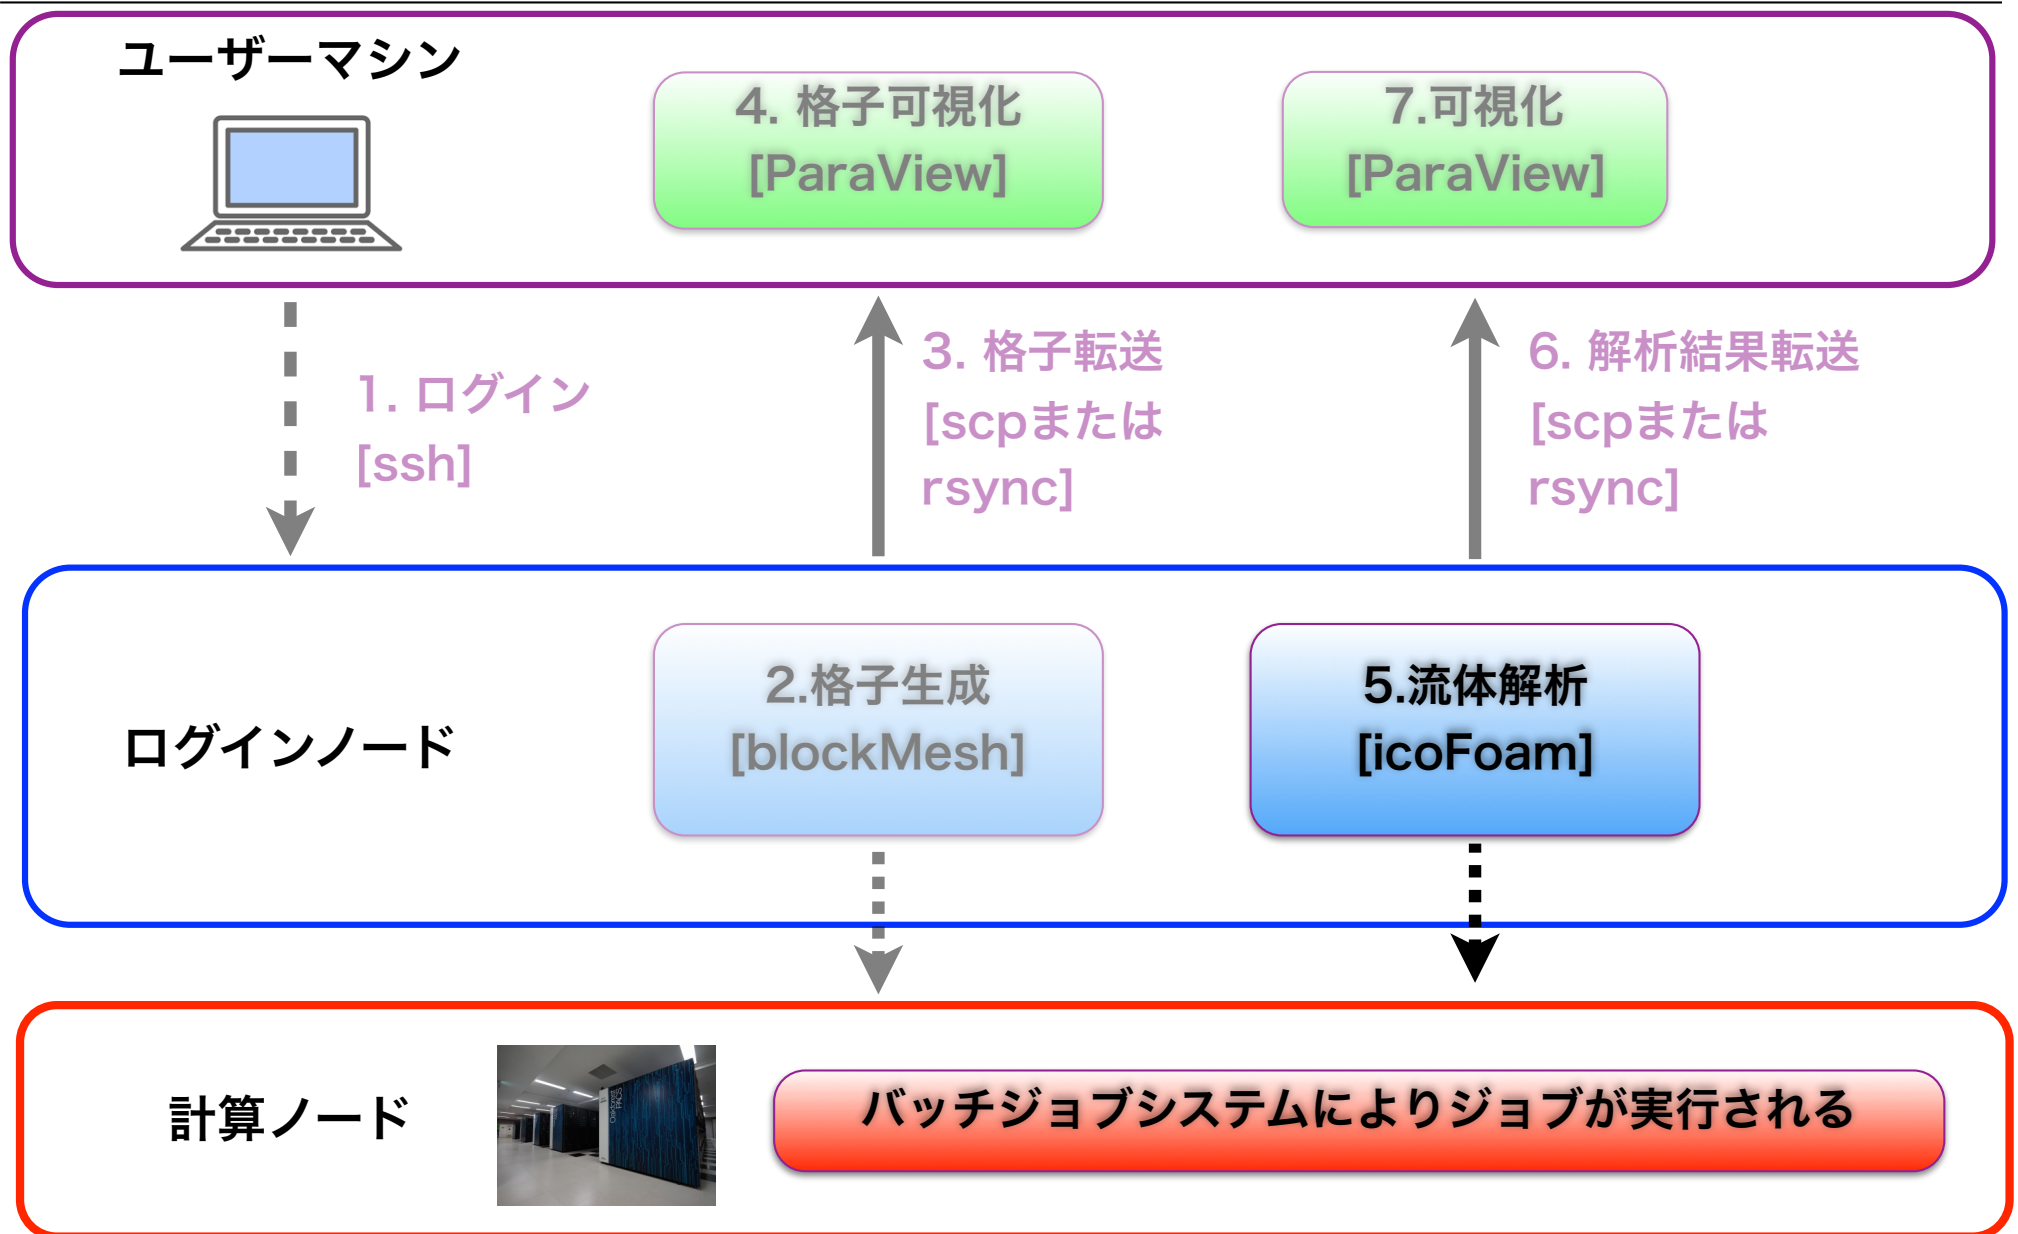 ユーザーマシン
4. 格子可視化
[ParaView]
7.可視化
[ParaView]
1. ログイン
[ssh]
3. 格子転送
[scpまたは
rsync]
6. 解析結果転送
[scpまたは
rsync]
ログインノード
2.格子生成
[blockMesh]
5.流体解析
[icoFoam]
計算ノード
Oakforest
PACS
バッチジョブシステムによりジョブが実行される